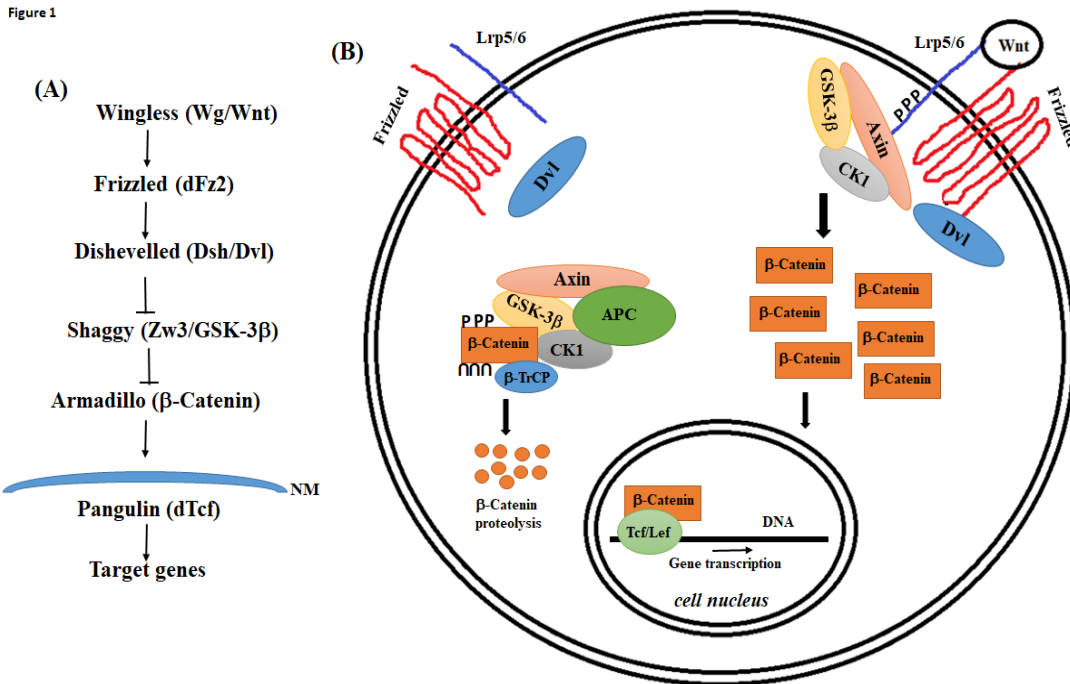 Figure 1
(A)
Wingless (Wg/Wnt)
Frizzled (dFz2)
Dishevelled (Dsh/Dvl)
Shaggy (Zw3/GSK-3β)
Armadillo (β-Catenin)
NM
Pangulin (dTcf)
Target genes
(B)
Lrp5/6
Frizzled
Dvl
Axin
GSK-3β
APC
P PP
β-Catenin
CK1
∩∩∩
β-TrCP
β-Catenin
proteolysis
Lrp5/6
Wnt
GSK-3β
Axin
PPP
CK1
Frizzled
Dvl
β-Catenin
β-Catenin
β-Catenin
β-Catenin
β-Catenin
β-Catenin
β-Catenin
Tcf/Lef
DNA
Gene transcription
cell nucleus